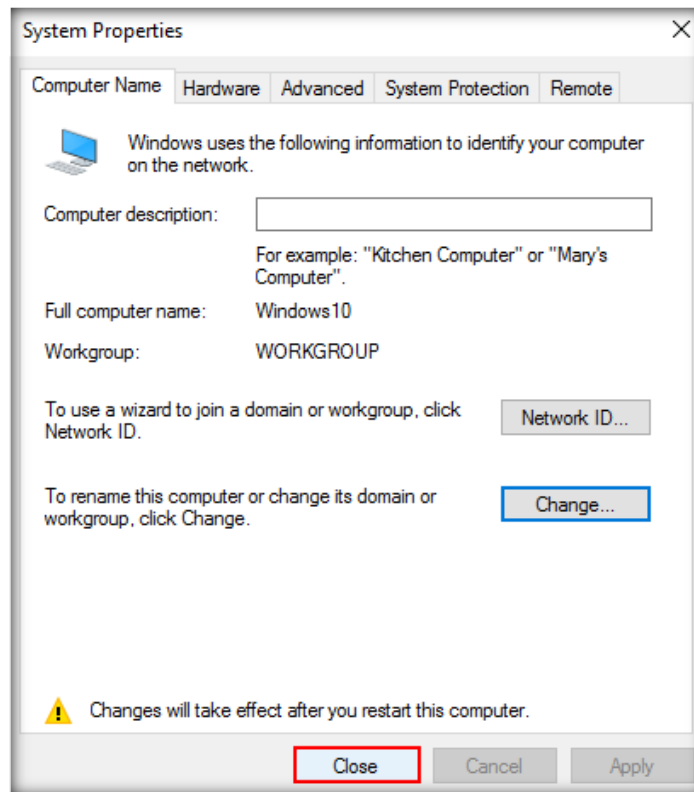 System Properties
Computer Name Hardware Advanced System Protection Remote
Windows uses the following information to identify your computer
on the network.
Computer description:
For example: "Kitchen Computer" or "Mary's
Computer".
Full computer name: Windows10
Workgroup: WORKGROUP
To use a wizard to join a domain or workgroup, click
Network ID.
Network ID...
To rename this computer or change its domain or
workgroup, click Change.
Change...
Changes will take effect after you restart this computer.
Close Cancel Apply